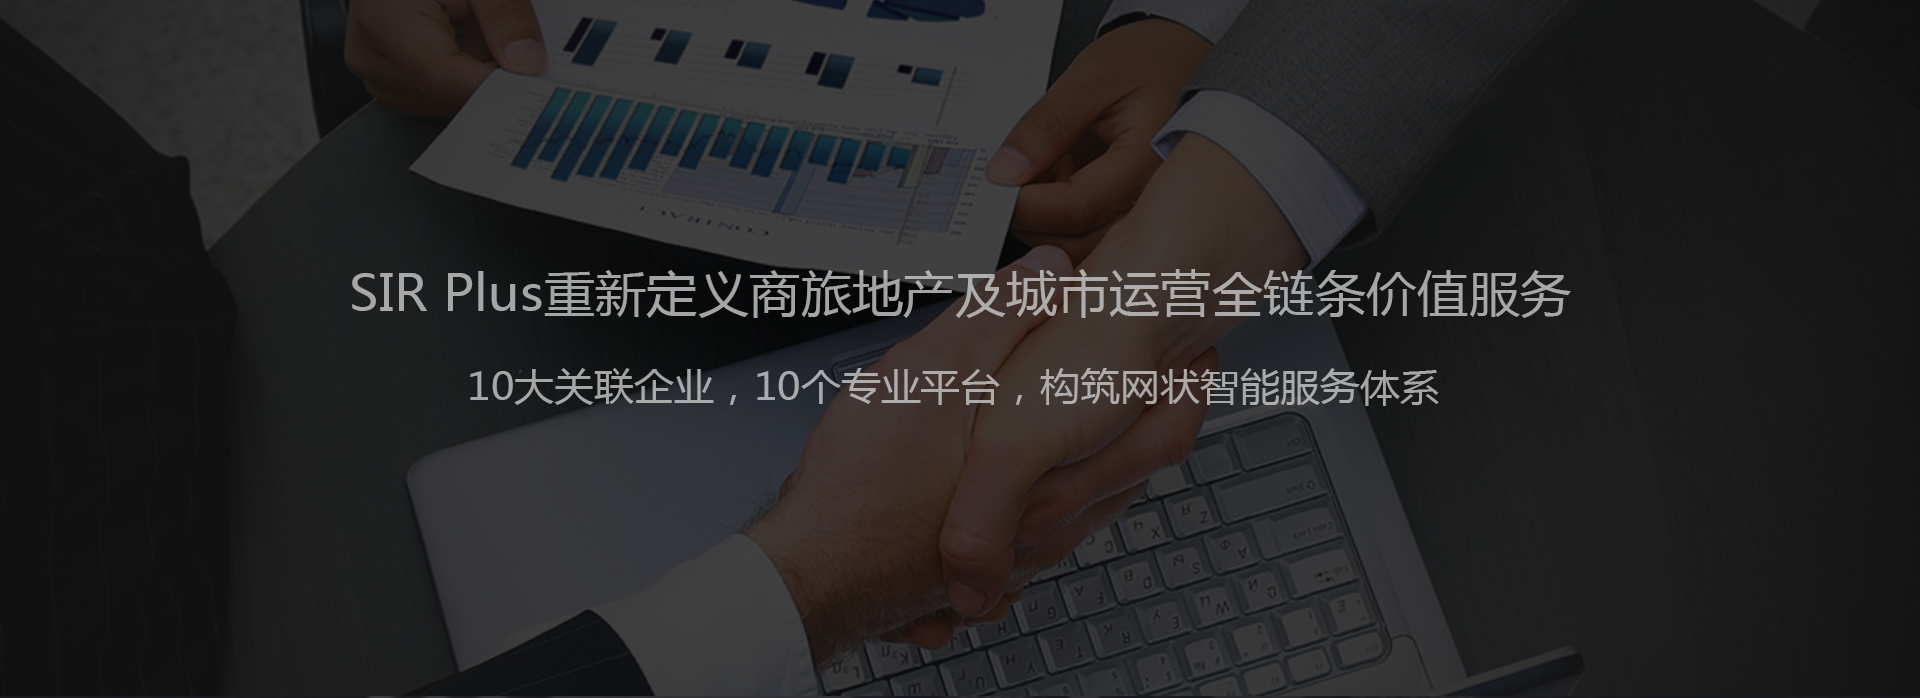 CONTRACT
SIR Plus重新定义商旅地产及城市运营全链条价值服务
10大关联企业，10个专业平台，构筑网状智能服务体系